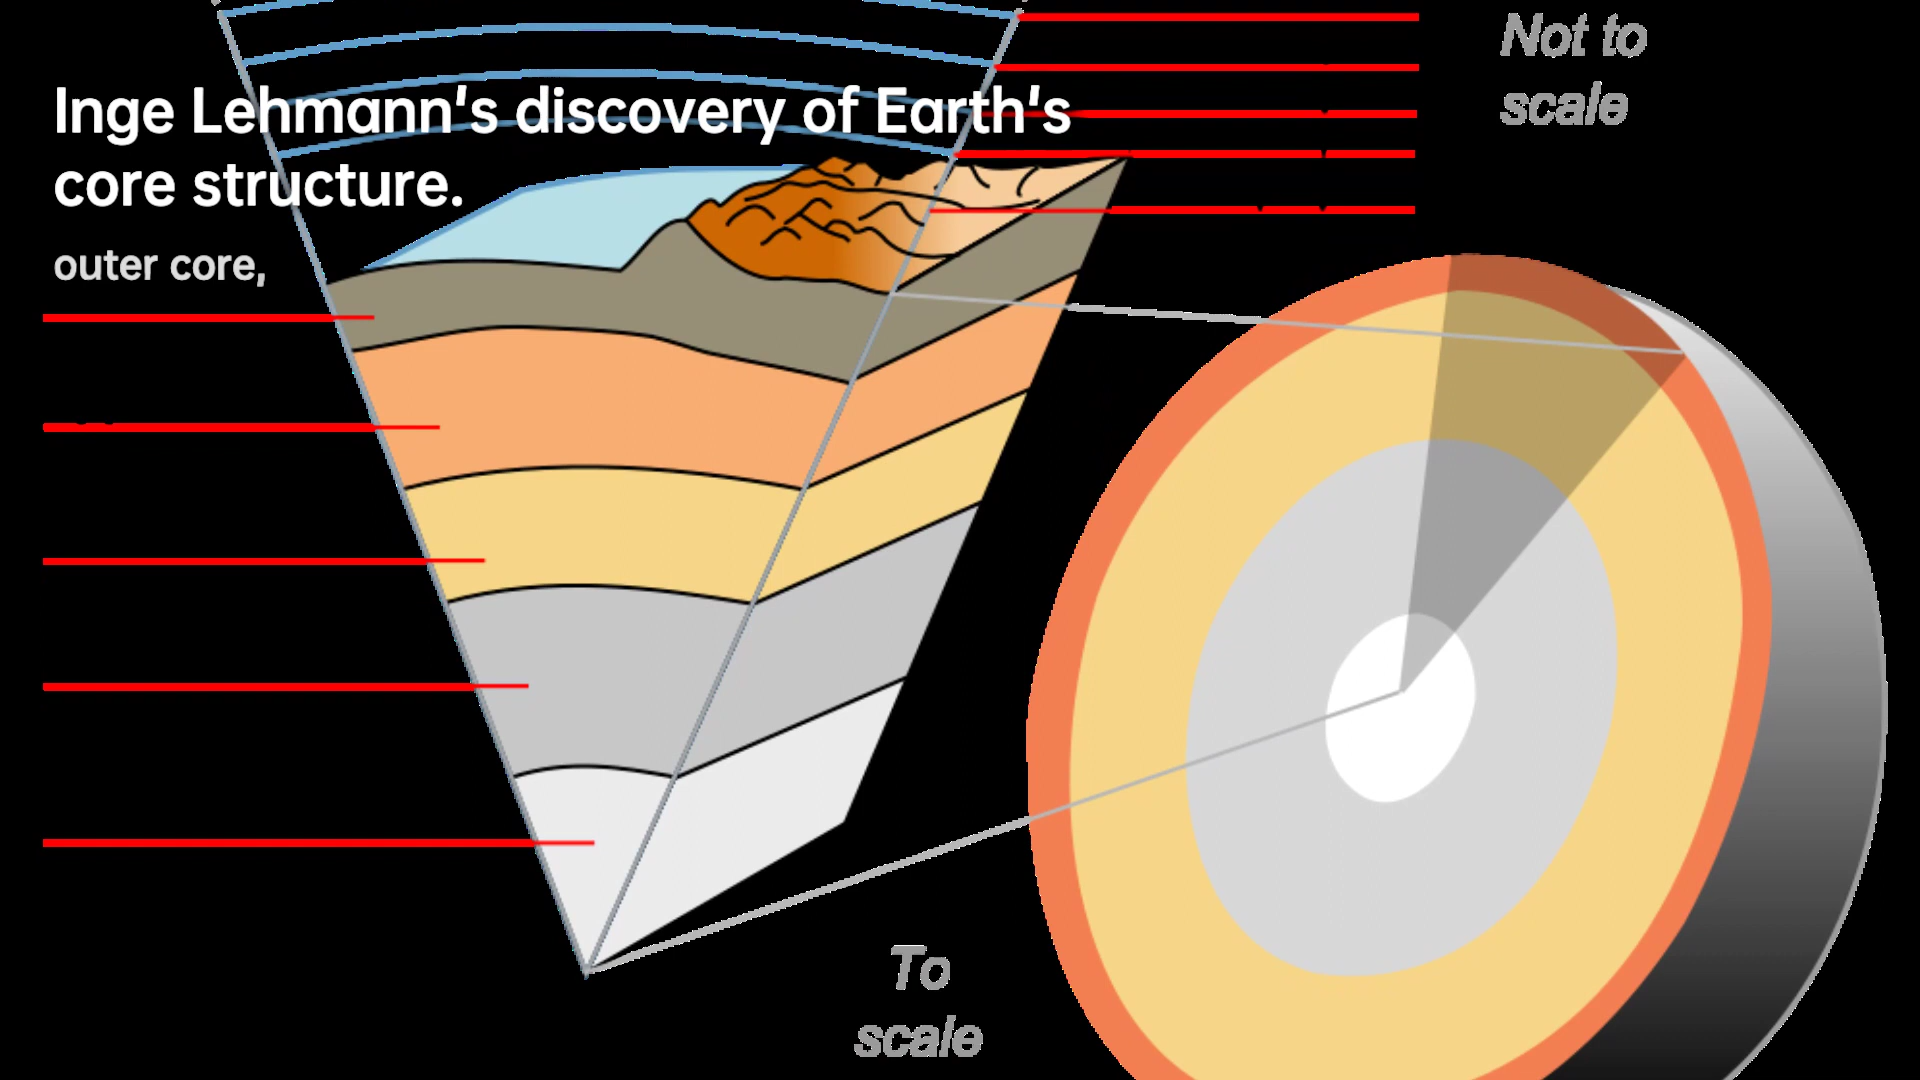 Inge Lehmann's discovery of Earth's
core structure.
outer core,
Not to
scale
To
scale